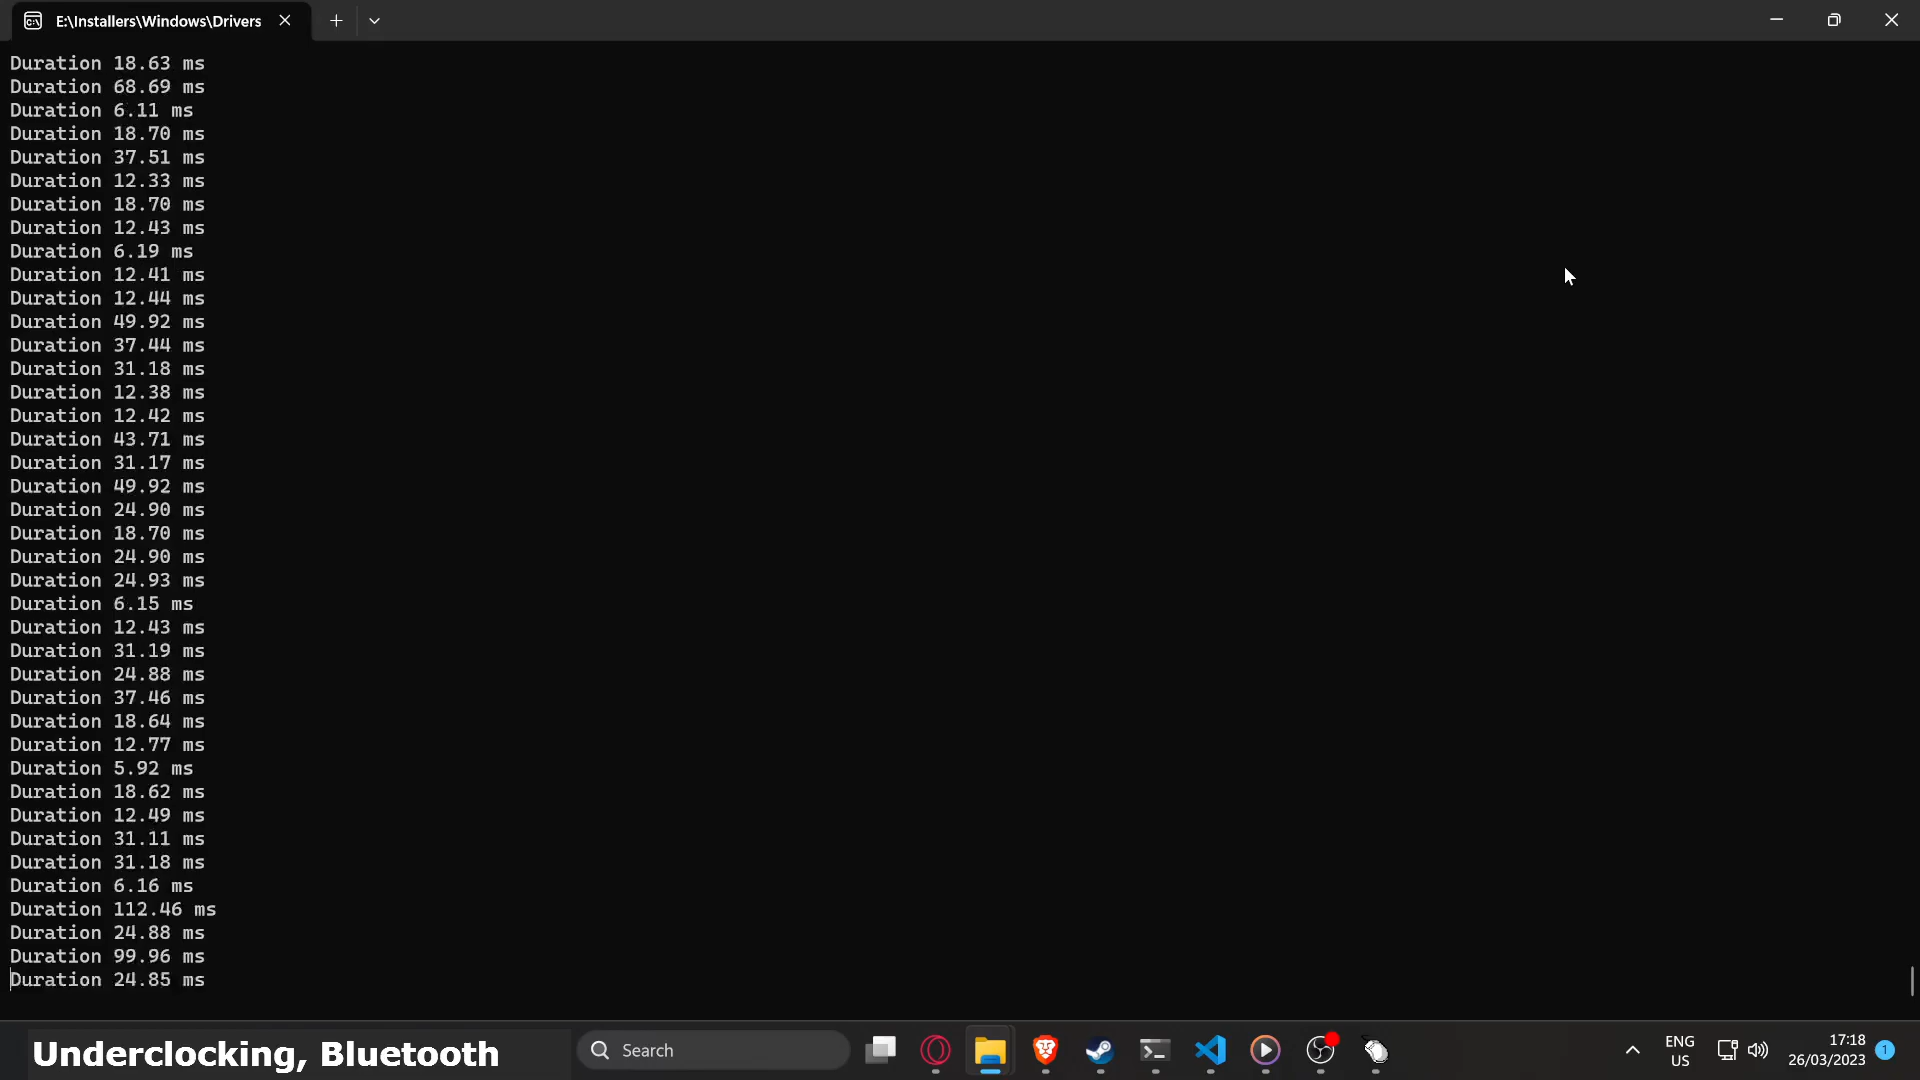 E:\Installers\Windows\Drivers
Duration 18.63 ms
Duration 68.69 ms
Duration 6.11 ms
Duration 18.70 ms
Duration 37.51 ms
Duration 12.33 ms
Duration 18.70 ms
Duration 12.43 ms
Duration 6.19 ms
Duration 12.41 ms
Duration 12.44 ms
Duration 49.92 ms
Duration 37.44 ms
Duration 31.18 ms
Duration 12.38 ms
Duration 12.42 ms
Duration 43.71 ms
Duration 31.17 ms
Duration 49.92 ms
Duration 24.90 ms
Duration 18.70 ms
Duration 24.90 ms
Duration 24.93 ms
Duration 6.15 ms
Duration 12.43 ms
Duration 31.19 ms
Duration 24.88 ms
Duration 37.46 ms
Duration 18.64 ms
Duration 12.77 ms
Duration 5.92 ms
Duration 18.62 ms
Duration 12.49 ms
Duration 31.11 ms
Duration 31.18 ms
Duration 6.16 ms
Duration 112.46 ms
Duration 24.88 ms
Duration 99.96 ms
Duration 24.85 ms
Underclocking, Bluetooth
Search
ENG
US
17:18
26/03/2023
1